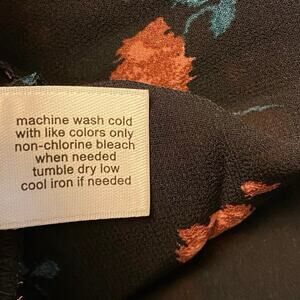 machine wash cold
with like colors only
non-chlorine bleach
when needed
tumble dry low
cool iron if needed